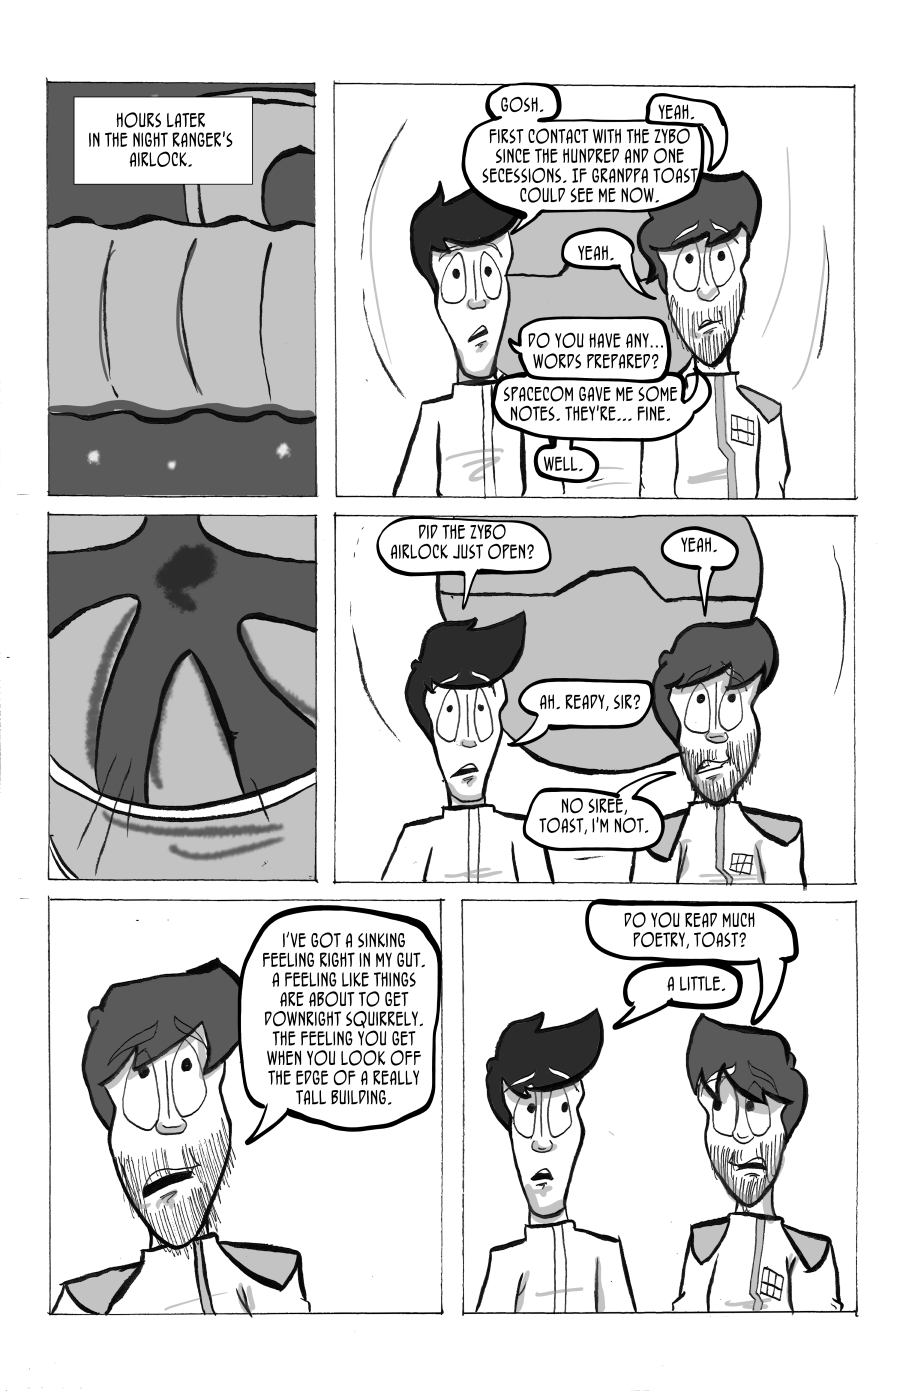 HOURS LATER
IN THE NIGHT RANGER'S
AIRLOCK.
GOSH.
FIRST CONTACT WITH THE ZYBO
SINCE THE HUNDRED AND ONE
SECESSIONS. IF GRANDPA TOAST
COULD SEE ME NOW.
YEAH.
YEAH.
DO YOU HAVE ANY...
WORDS PREPARED?
SPACECOM GAVE ME SOME
NOTES. THEY'RE... FINE.
WELL.
DID THE ZYBO
AIRLOCK JUST OPEN?
YEAH.
AH. READY, SIR?
NO SIREE,
TOAST, I'M NOT.
I'VE GOT A SINKING
FEELING RIGHT IN MY GUT.
A FEELING LIKE THINGS
ARE ABOUT TO GET
DOWNRIGHT SQUIRRELY.
THE FEELING YOU GET
WHEN YOU LOOK OFF
THE EDGE OF A REALLY
TALL BUILDING.
DO YOU READ MUCH
POETRY, TOAST?
A LITTLE.